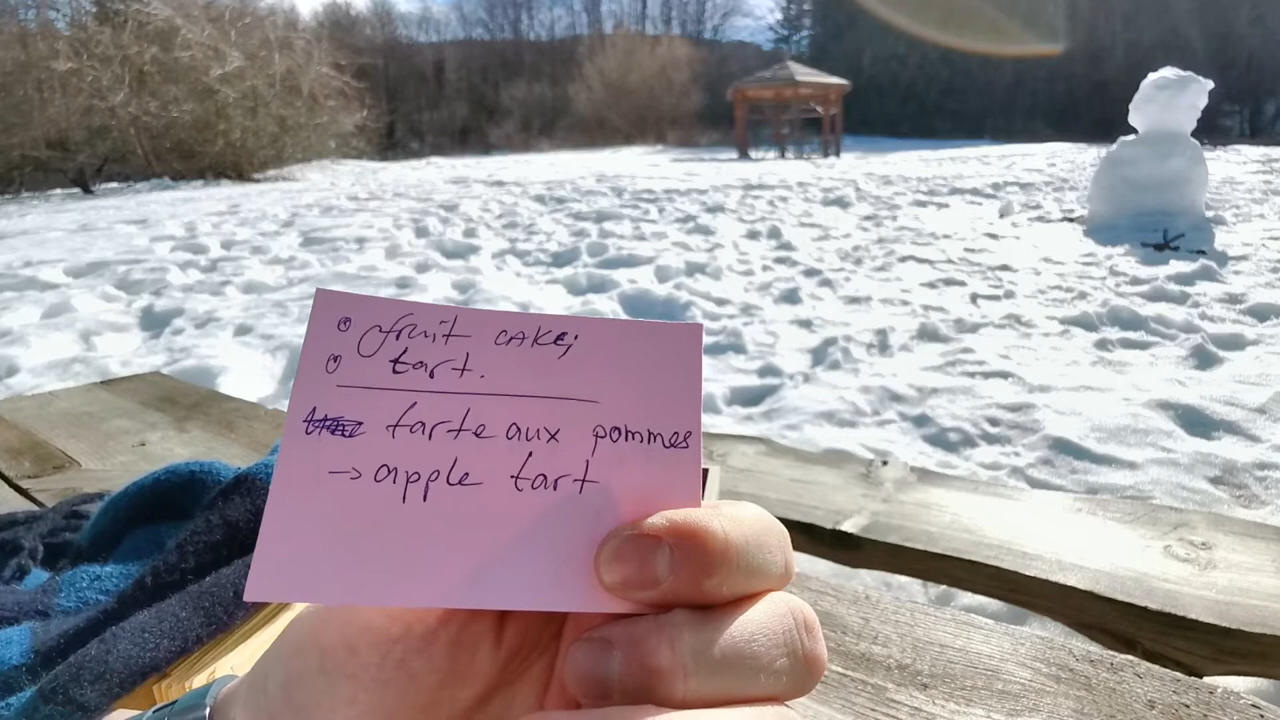 fruit cake;
tart.
tarte aux pommes
→ apple tart